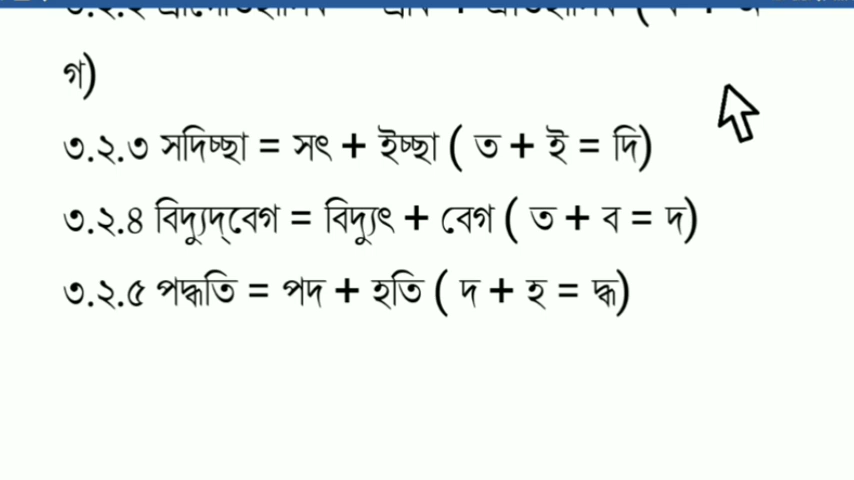 গ)
৩.২.৩ সদিচ্ছা = সৎ + ইচ্ছা ( ত + ই = দি)
৩.২.৪ বিদ্যুদ্‌বেগ = বিদ্যুৎ + বেগ ( ত + ব = দ)
৩.২.৫ পদ্ধতি = পদ + হতি ( দ + হ = দ্ধ)